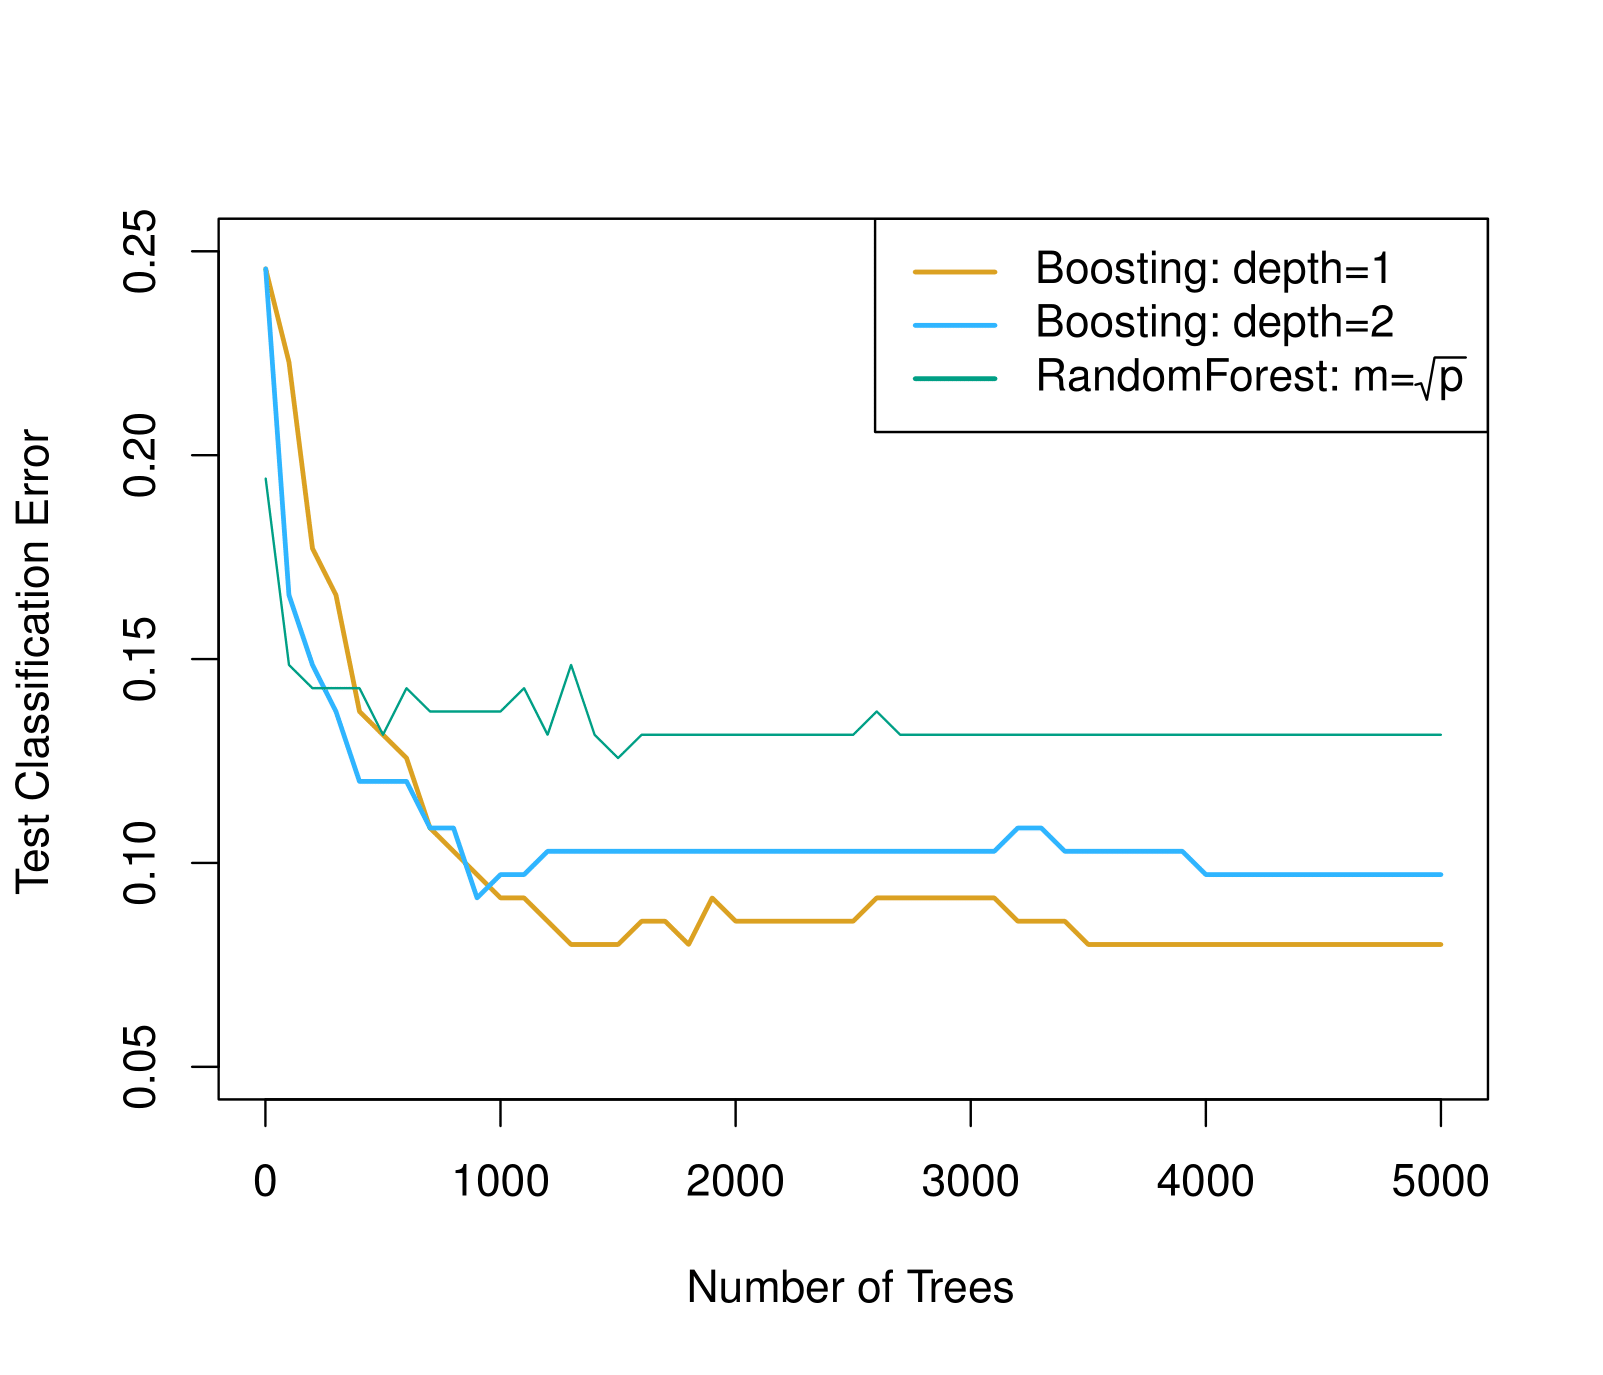 Boosting: depth=1
Boosting: depth=2
RandomForest: m=√p
Test Classification Error
0.25
0.20
0.15
0.10
0.05
0 1000 2000 3000 4000 5000
Number of Trees